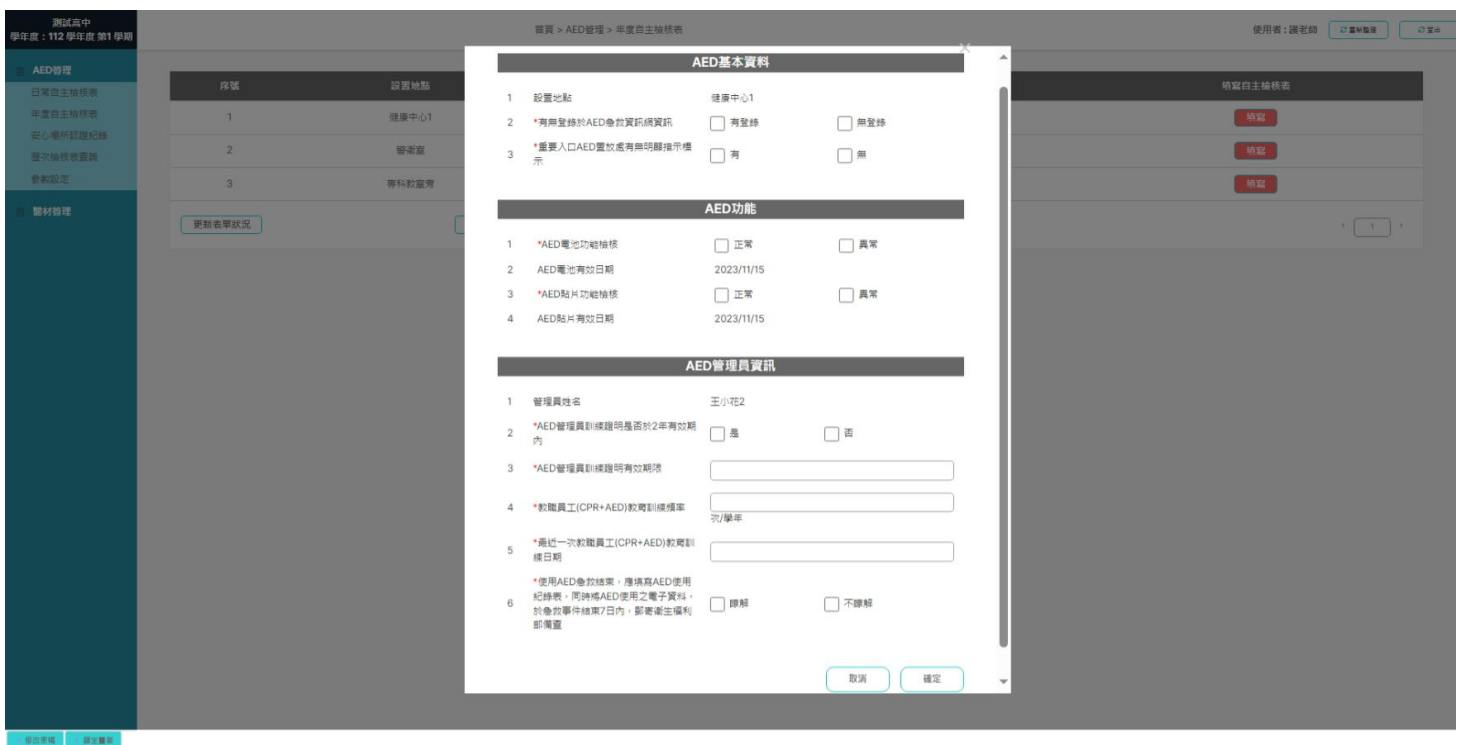 測試高中
學年度：112 學年度 第1 學期
首頁 > AED管理 > 年度自主檢核表
使用者：護老師
重新整理
登出
AED管理
日常自主檢核表
年度自主檢核表
安心場所認證紀錄
歷次檢核表查詢
參數設定
醫材管理
序號
設置地點
填寫自主檢核表
1
健康中心1
填寫
2
警衛室
填寫
3
專科教室旁
填寫
更新表單狀況
1
AED基本資料
1 設置地點 健康中心1
2 *有無登錄於AED急救資訊網資訊 有登錄 無登錄
3 *重要入口AED置放處有無明顯指示標 有 無
示
AED功能
1 *AED電池功能檢核 正常 異常
2 AED電池有效日期 2023/11/15
3 *AED貼片功能檢核 正常 異常
4 AED貼片有效日期 2023/11/15
AED管理員資訊
1 管理員姓名 王小花2
2 *AED管理員訓練證明是否於2年有效期 是 否
內
3 *AED管理員訓練證明有效期限
4 *教職員工(CPR+AED)教育訓練頻率
次/學年
5 *最近一次教職員工(CPR+AED)教育訓
練日期
*使用AED急救結束，應填寫AED使用
6 紀錄表，同時將AED使用之電子資料， 瞭解 不瞭解
於急救事件結束7日內，郵寄衛生福利
部備查
取消
確定
修改密碼
鎖定畫面